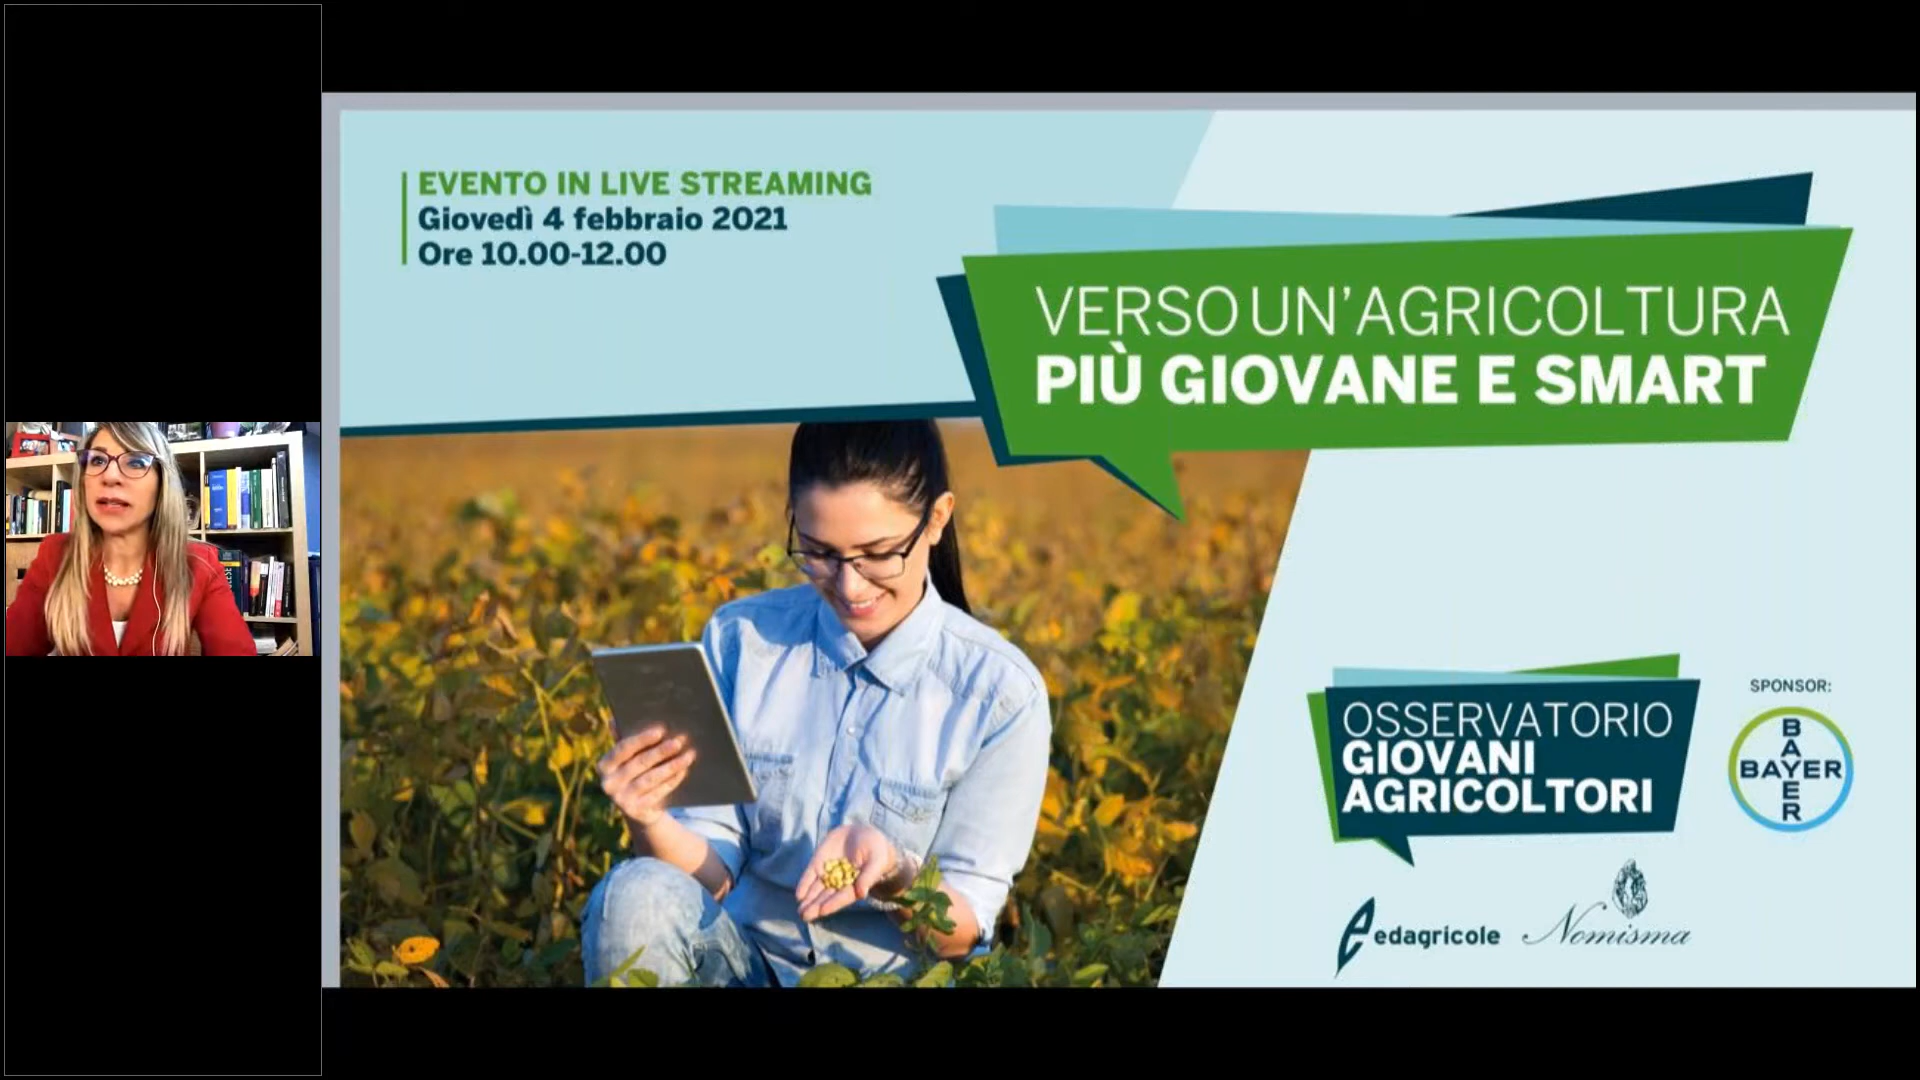 EVENTO IN LIVE STREAMING
Giovedì 4 febbraio 2021
Ore 10.00-12.00
VERSO UN'AGRICOLTURA
PIÙ GIOVANE E SMART
OSSERVATORIO
GIOVANI
AGRICOLTORI
SPONSOR:
BAYER
BAYER
edagricole
Nomisma